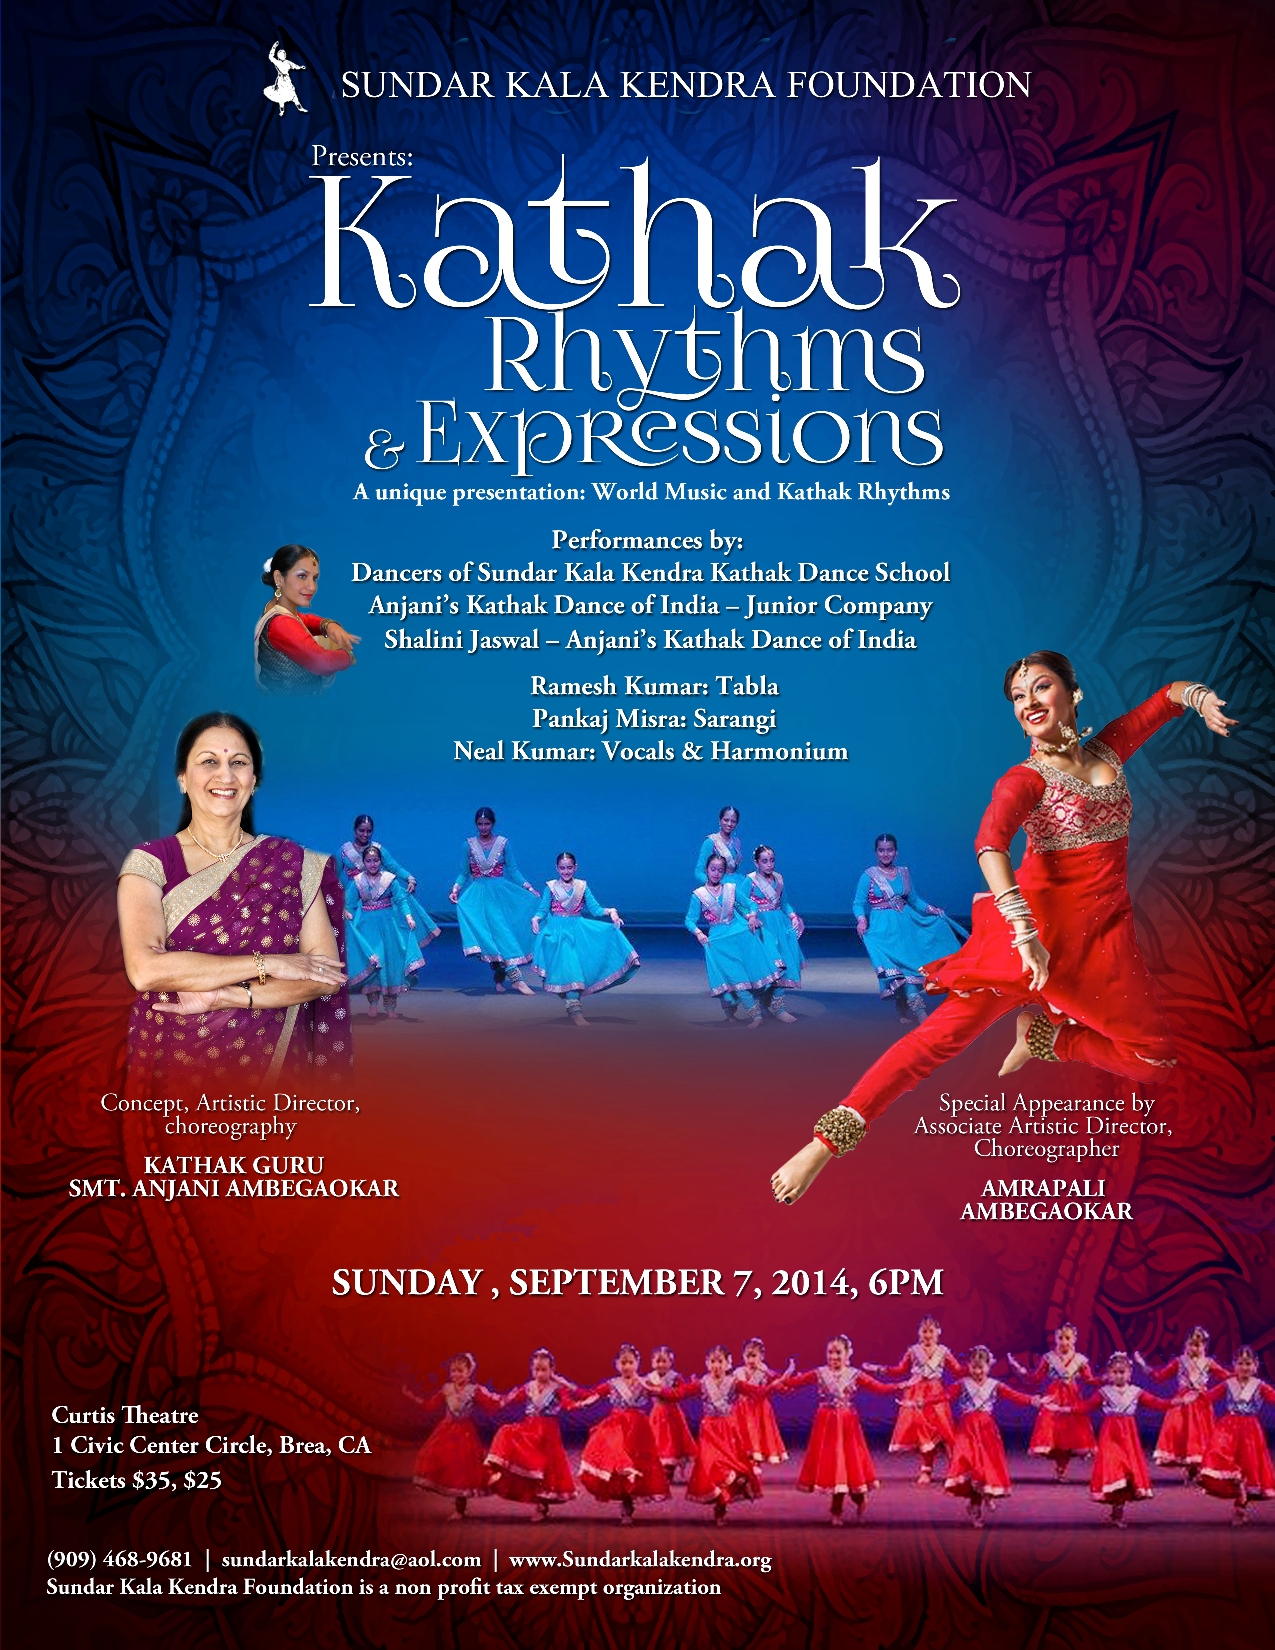 SUNDAR KALA KENDRA FOUNDATION
Presents:
Kathak
Rhythms
& Expressions
A unique presentation: World Music and Kathak Rhythms
Performances by:
Dancers of Sundar Kala Kendra Kathak Dance School
Anjani's Kathak Dance of India – Junior Company
Shalini Jaswal – Anjani's Kathak Dance of India
Ramesh Kumar: Tabla
Pankaj Misra: Sarangi
Neal Kumar: Vocals & Harmonium
Concept, Artistic Director,
choreography
KATHAK GURU
SMT. ANJANI AMBEGAOKAR
Special Appearance by
Associate Artistic Director,
Choreographer
AMRAPALI
AMBEGAOKAR
SUNDAY , SEPTEMBER 7, 2014, 6PM
Curtis Theatre
1 Civic Center Circle, Brea, CA
Tickets $35, $25
(909) 468-9681 | sundarkalakendra@aol.com | www.Sundarkalakendra.org
Sundar Kala Kendra Foundation is a non profit tax exempt organization